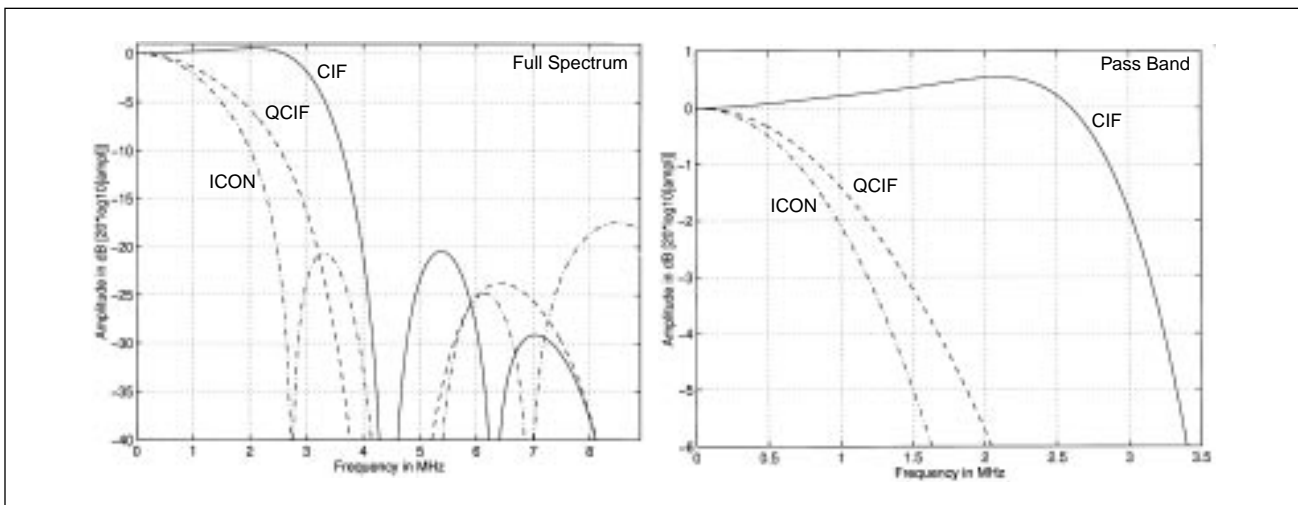 Full Spectrum
CIF
QCIF
ICON
Amplitude in dB [20*log10(ampl)]
0
-5
-10
-15
-20
-25
-30
-35
-40
0 1 2 3 4 5 6 7 8
Frequency in MHz
Pass Band
CIF
QCIF
ICON
Amplitude in dB [20*log10(ampl)]
1
0
-1
-2
-3
-4
-5
-6
0 0.5 1 1.5 2 2.5 3 3.5
Frequency in MHz